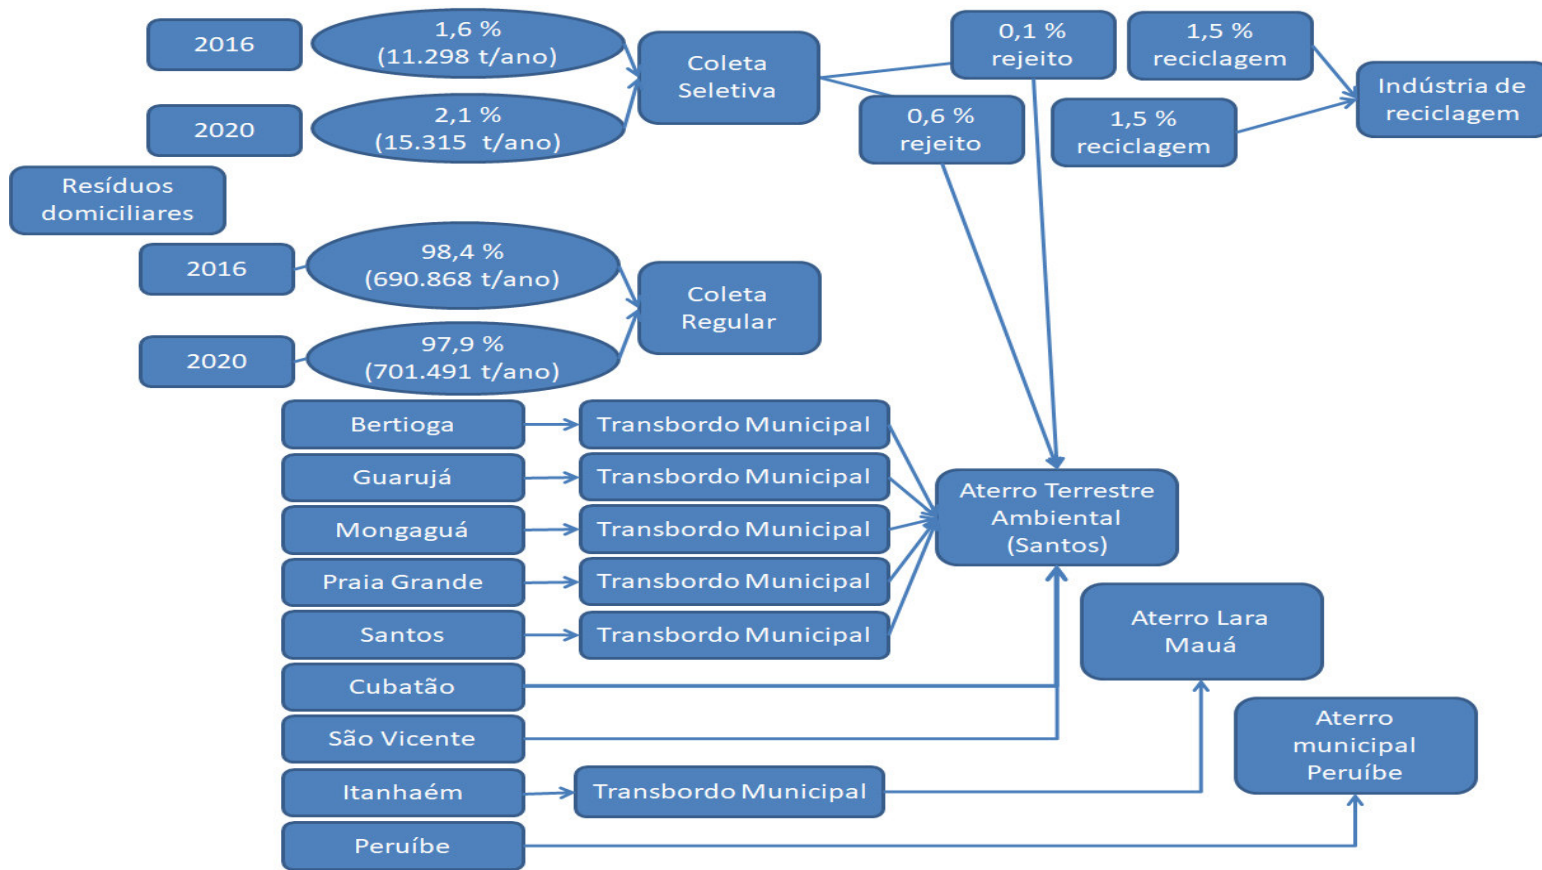 2016
1,6 %
(11.298 t/ano)
Coleta
Seletiva
0,1 %
rejeito
1,5 %
reciclagem
Indústria de
reciclagem
2020
2,1 %
(15.315 t/ano)
0,6 %
rejeito
1,5 %
reciclagem
Resíduos
domiciliares
2016
98,4 %
(690.868 t/ano)
Coleta
Regular
2020
97,9 %
(701.491 t/ano)
Bertioga
Transbordo Municipal
Guarujá
Transbordo Municipal
Mongaguá
Transbordo Municipal
Praia Grande
Transbordo Municipal
Santos
Transbordo Municipal
Aterro Terrestre
Ambiental
(Santos)
Cubatão
São Vicente
Aterro Lara
Mauá
Itanhaém
Transbordo Municipal
Aterro
municipal
Peruíbe
Peruíbe